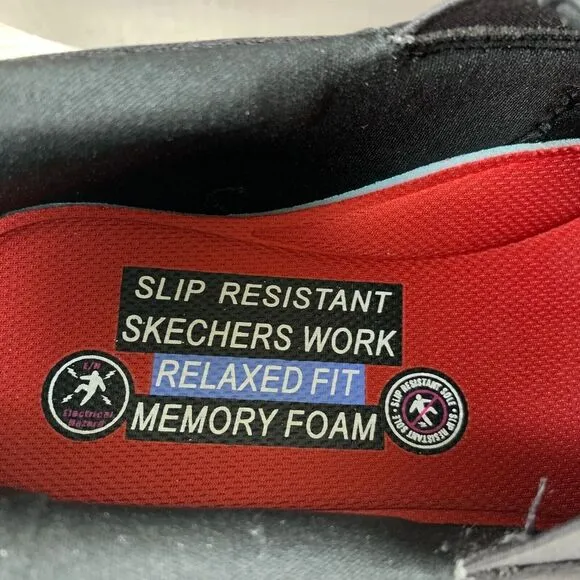 SLIP RESISTANT
SKECHERS WORK
RELAXED FIT
MEMORY FOAM
E/H
Electrical
Hazard
SLIP RESISTANT SOLE • SLIP RESISTANT SOLE •